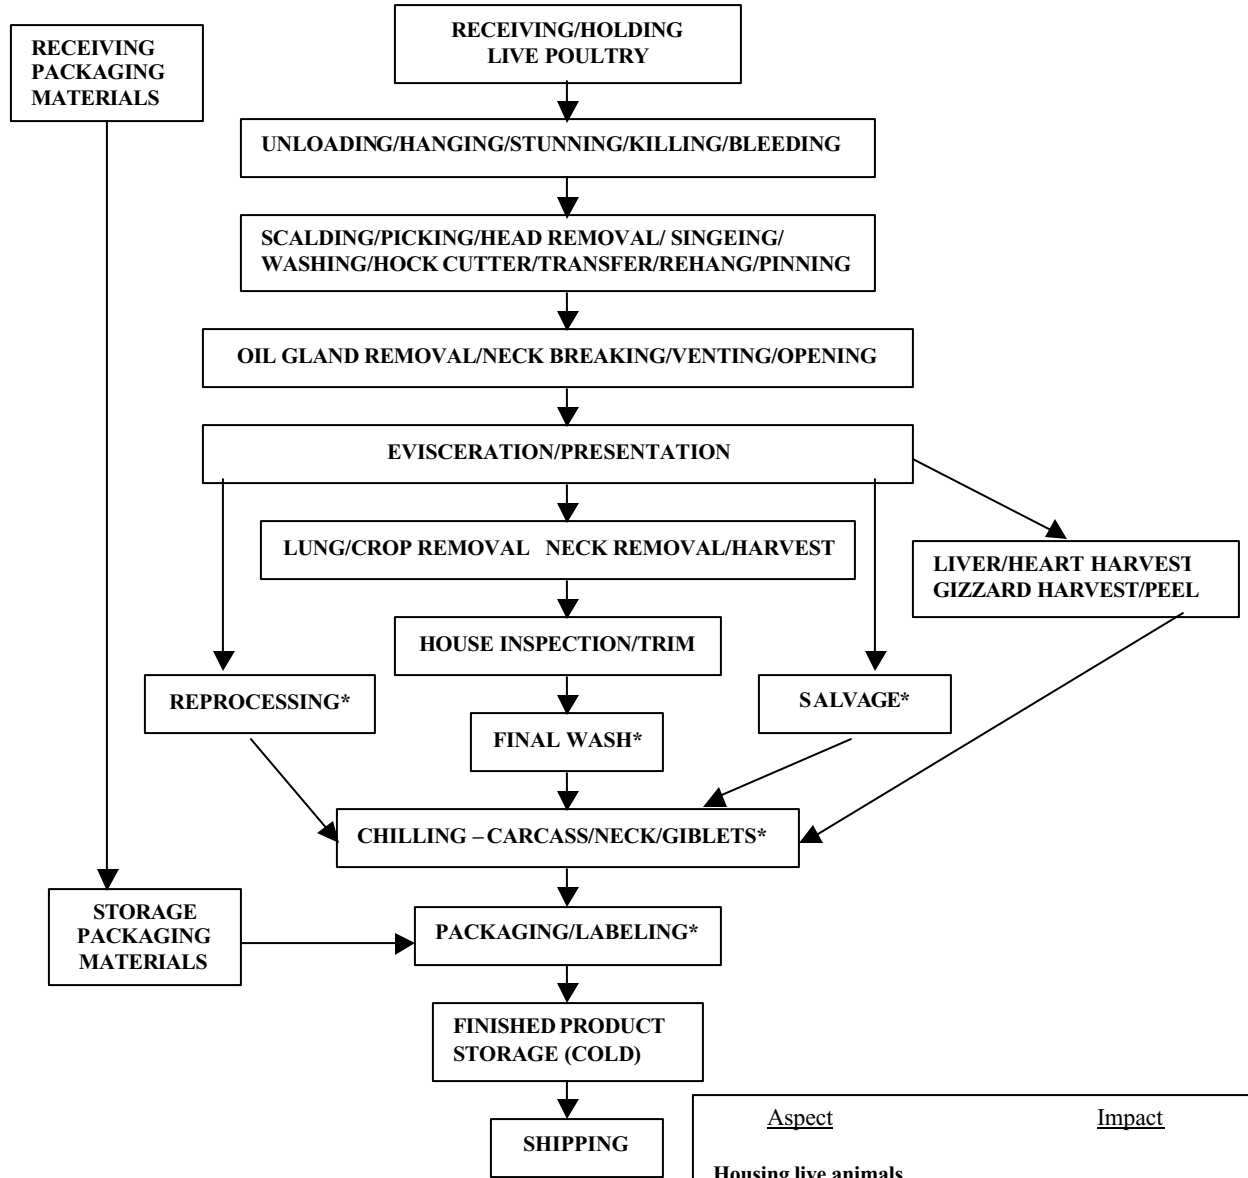 RECEIVING/HOLDING
LIVE POULTRY
RECEIVING
PACKAGING
MATERIALS
UNLOADING/HANGING/STUNNING/KILLING/BLEEDING
SCALDING/PICKING/HEAD REMOVAL/ SINGEING/
WASHING/HOCK CUTTER/TRANSFER/REHANG/PINNING
OIL GLAND REMOVAL/NECK BREAKING/VENTING/OPENING
EVISCERATION/PRESENTATION
LUNG/CROP REMOVAL NECK REMOVAL/HARVEST
LIVER/HEART HARVEST
GIZZARD HARVEST/PEEL
HOUSE INSPECTION/TRIM
REPROCESSING*
SALVAGE*
FINAL WASH*
CHILLING – CARCASS/NECK/GIBLETS*
STORAGE
PACKAGING
MATERIALS
PACKAGING/LABELING*
FINISHED PRODUCT
STORAGE (COLD)
SHIPPING
Aspect Impact
Housing live animals